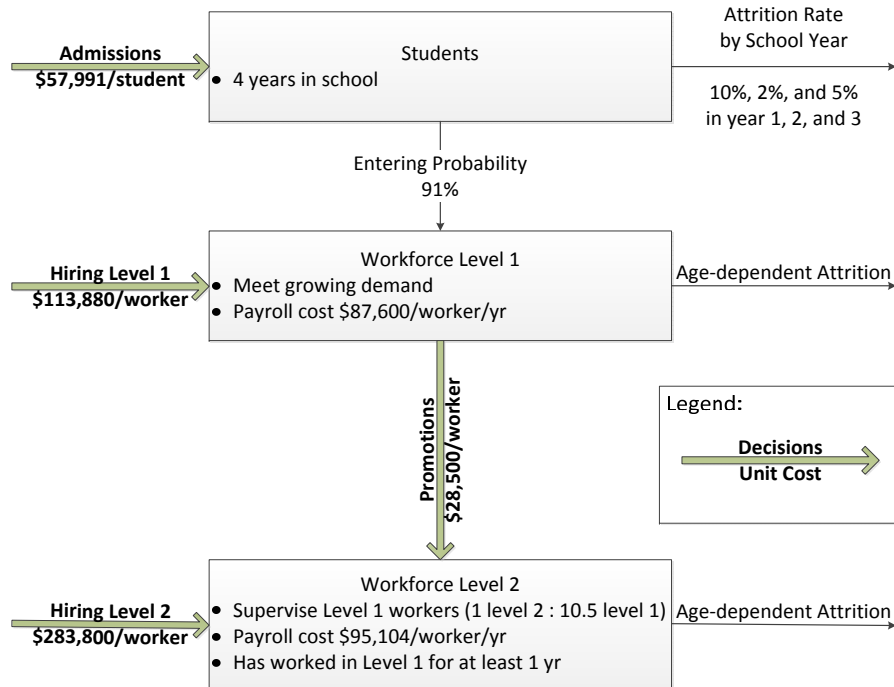 Admissions
$57,991/student
Students
• 4 years in school
Attrition Rate
by School Year
10%, 2%, and 5%
in year 1, 2, and 3
Entering Probability
91%
Hiring Level 1
$113,880/worker
Workforce Level 1
• Meet growing demand
• Payroll cost $87,600/worker/yr
Age-dependent Attrition
Promotions
$28,500/worker
Legend:
Decisions
Unit Cost
Hiring Level 2
$283,800/worker
Workforce Level 2
• Supervise Level 1 workers (1 level 2 : 10.5 level 1)
• Payroll cost $95,104/worker/yr
• Has worked in Level 1 for at least 1 yr
Age-dependent Attrition